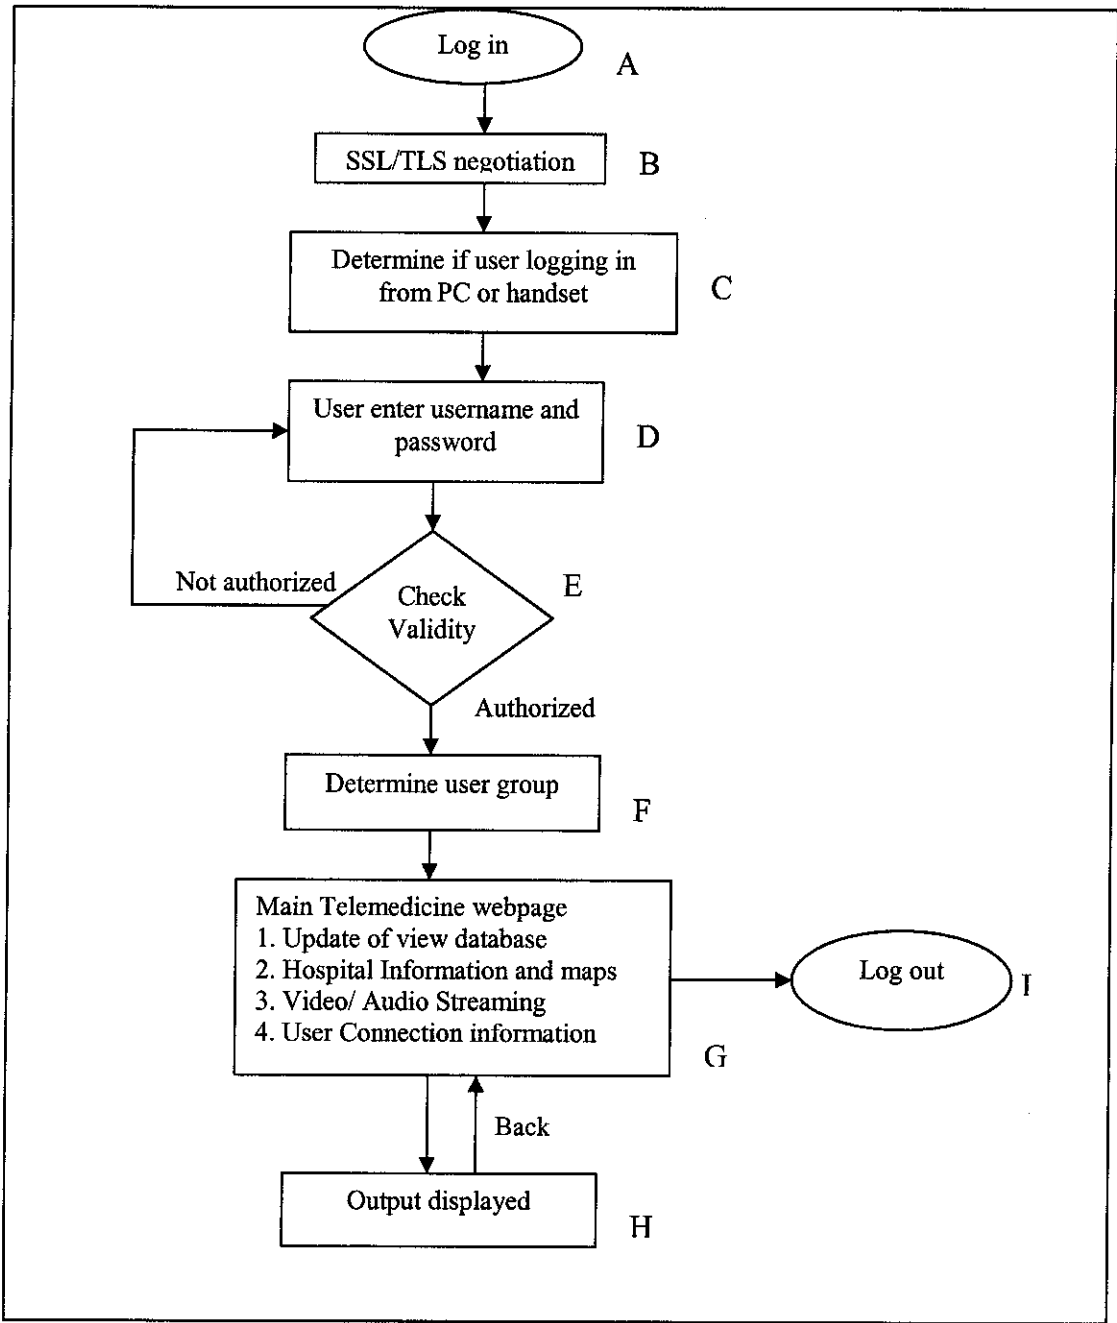 Log in
A
SSL/TLS negotiation
B
Determine if user logging in
from PC or handset
C
User enter username and
password
D
Not authorized
Check
Validity
E
Authorized
Determine user group
F
Main Telemedicine webpage
1. Update of view database
2. Hospital Information and maps
3. Video/ Audio Streaming
4. User Connection information
G
Log out
I
Back
Output displayed
H